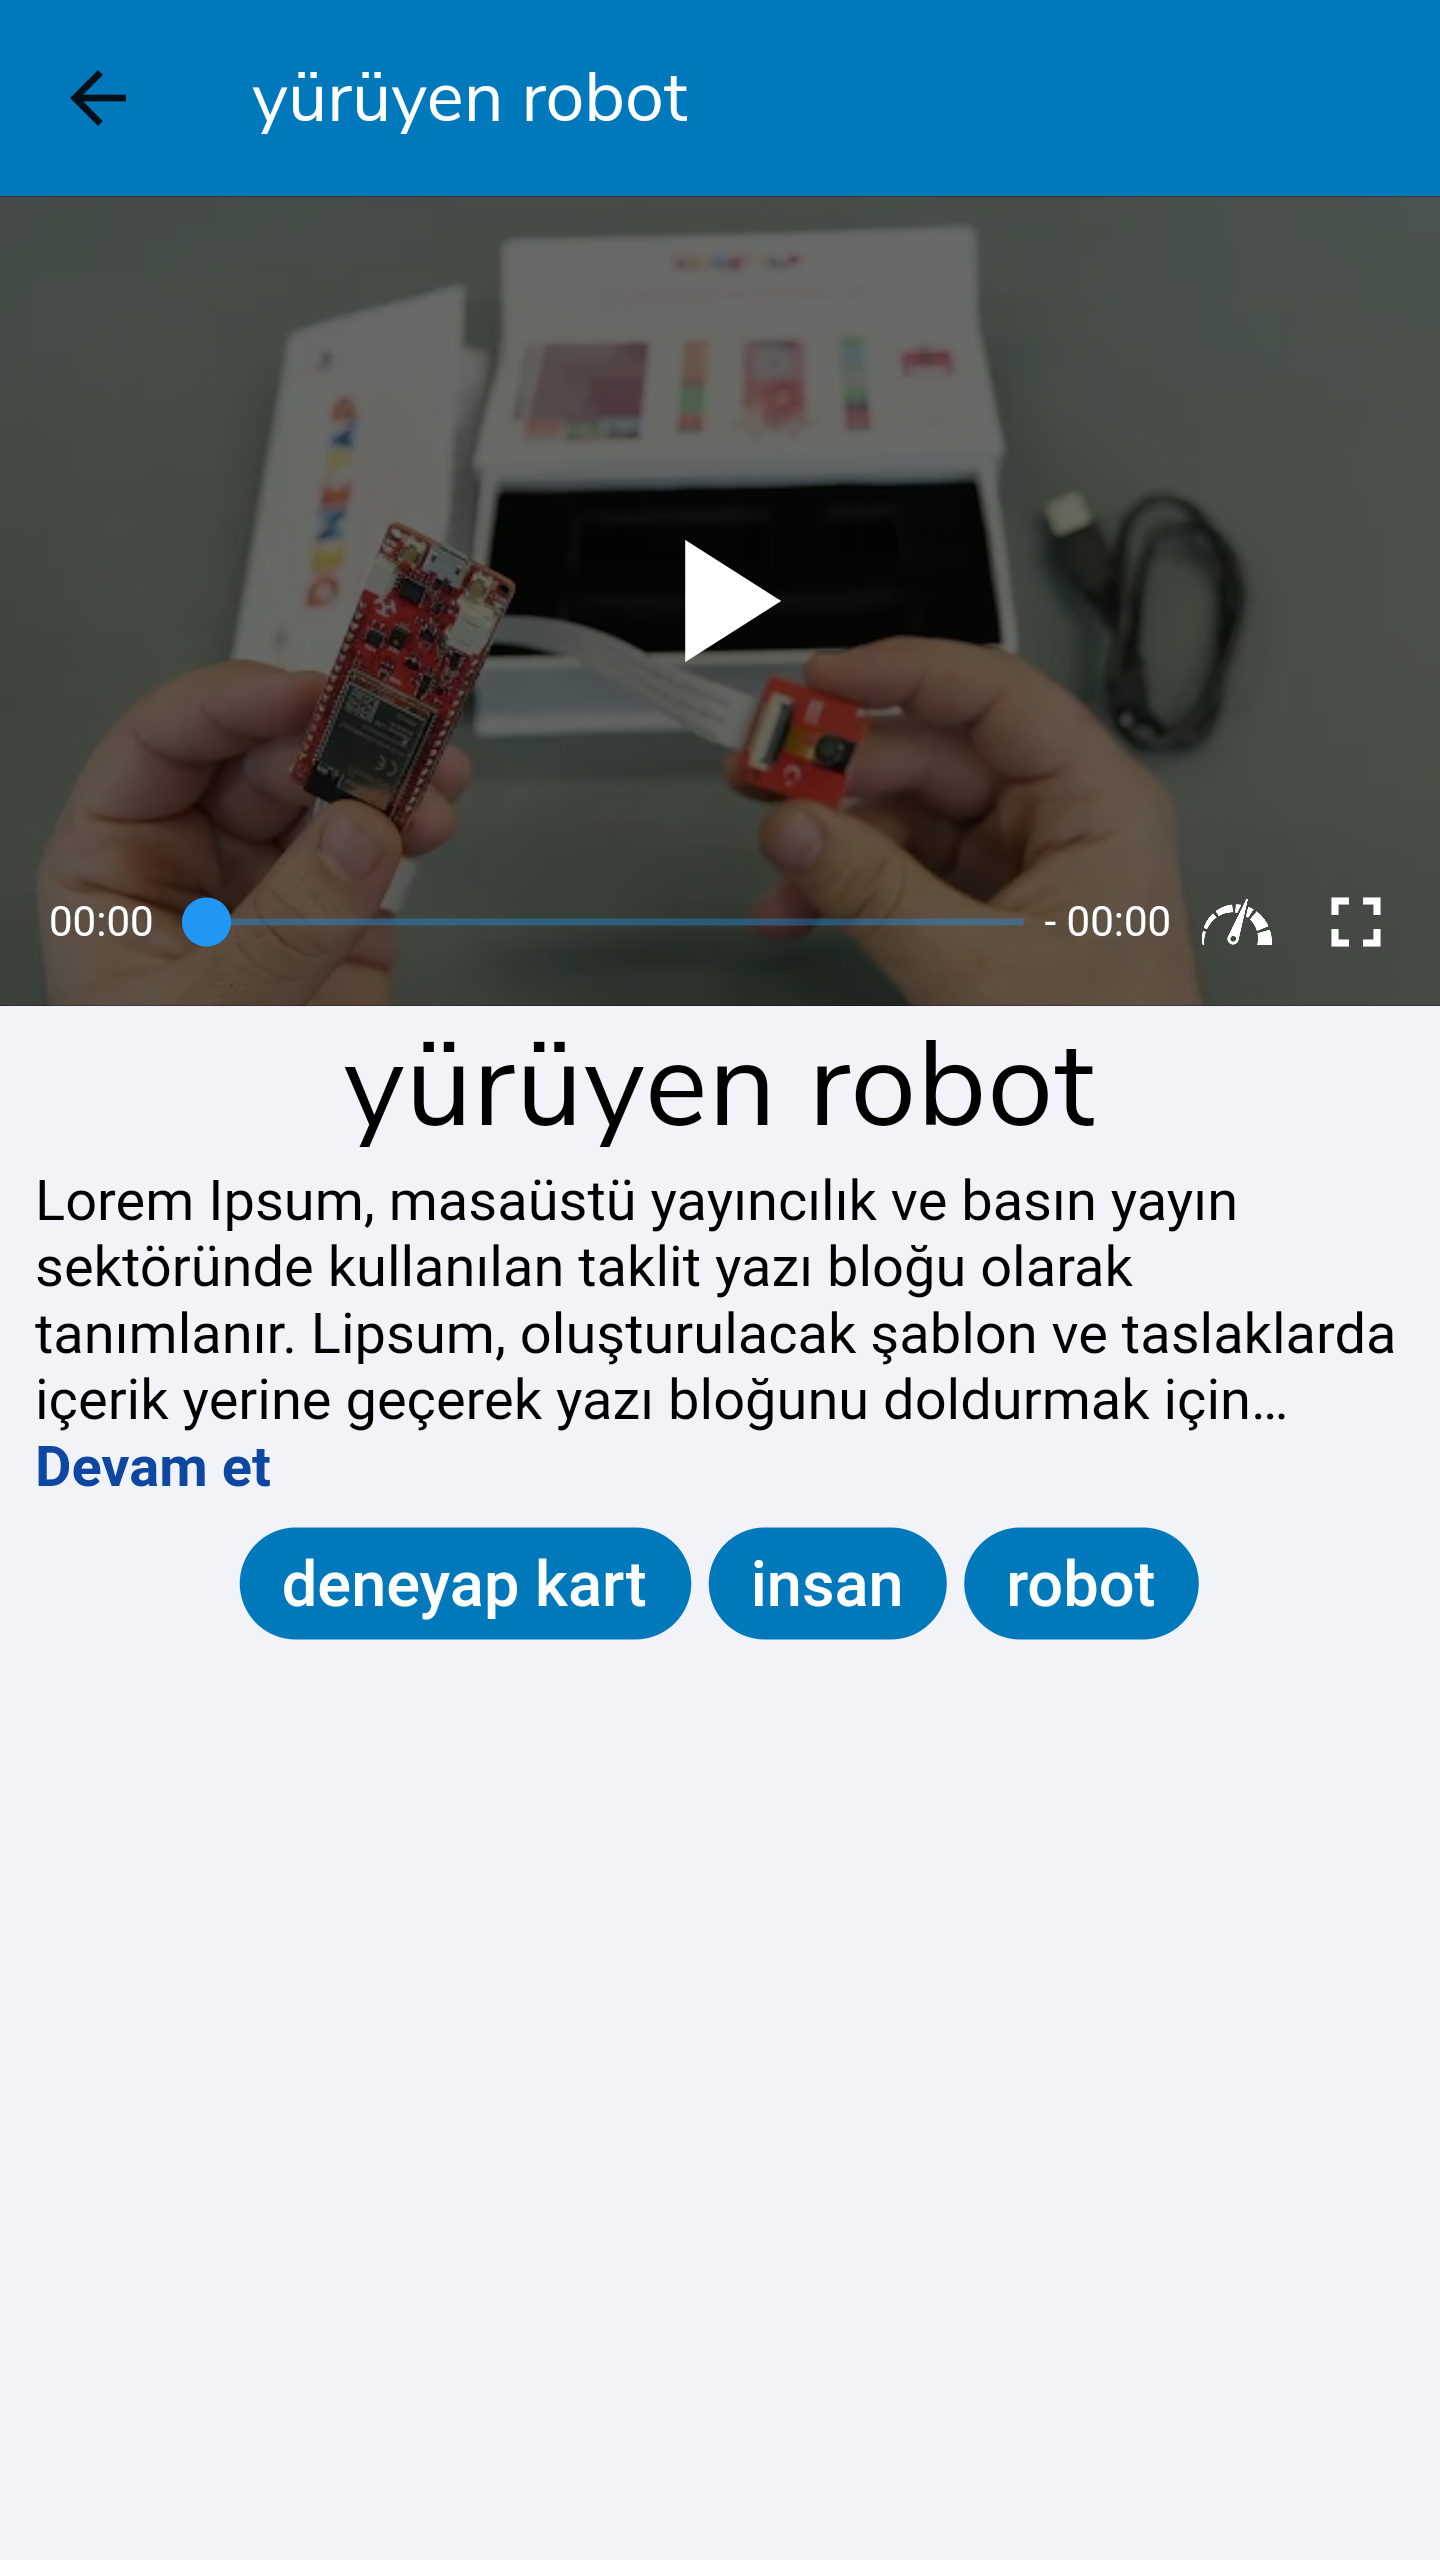 yürüyen robot
00:00
- 00:00
yürüyen robot
Lorem Ipsum, masaüstü yayıncılık ve basın yayın
sektöründe kullanılan taklit yazı bloğu olarak
tanımlanır. Lipsum, oluşturulacak şablon ve taslaklarda
içerik yerine geçerek yazı bloğunu doldurmak için…
Devam et
deneyap kart
insan
robot